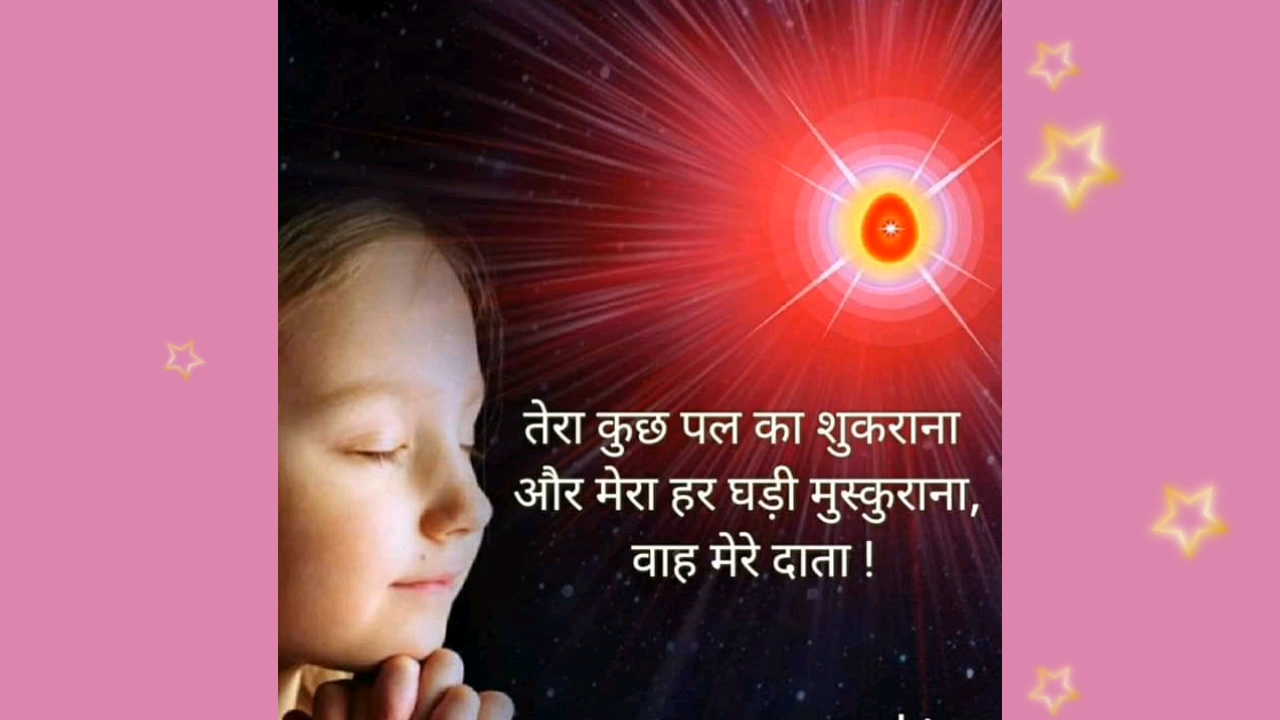 तेरा कुछ पल का शुकराना
और मेरा हर घड़ी मुस्कुराना,
वाह मेरे दाता !